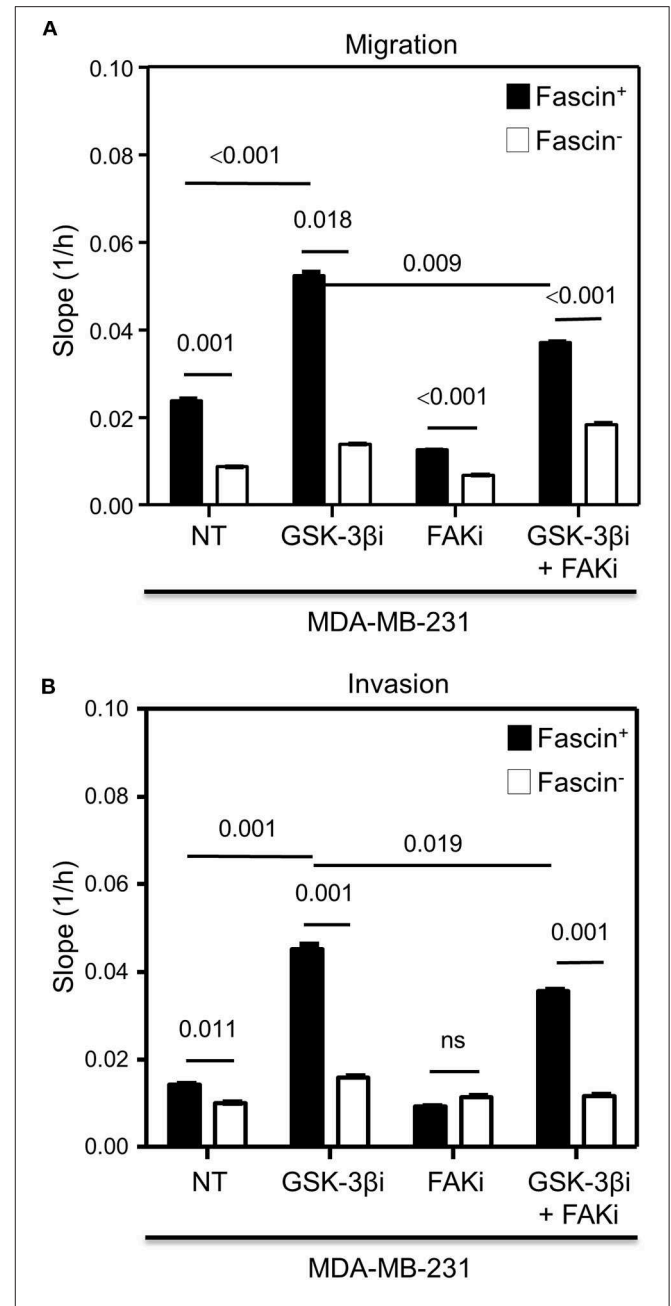 A
Migration
0.10
Fascin⁺
Fascin⁻
0.08
<0.001
0.018
0.06
0.009
<0.001
Slope (1/h)
0.04
0.001
<0.001
0.02
0.00
NT GSK-3βi FAKi GSK-3βi
+ FAKi
MDA-MB-231
B
Invasion
0.10
Fascin⁺
Fascin⁻
0.08
0.001
0.019
0.06
0.001
0.001
Slope (1/h)
0.04
0.011
ns
0.02
0.00
NT GSK-3βi FAKi GSK-3βi
+ FAKi
MDA-MB-231